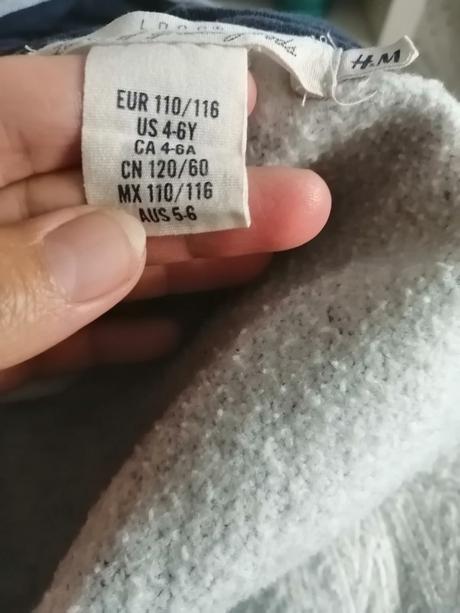 H&M
EUR 110/116
US 4-6Y
CA 4-6A
CN 120/60
MX 110/116
AUS 5-6